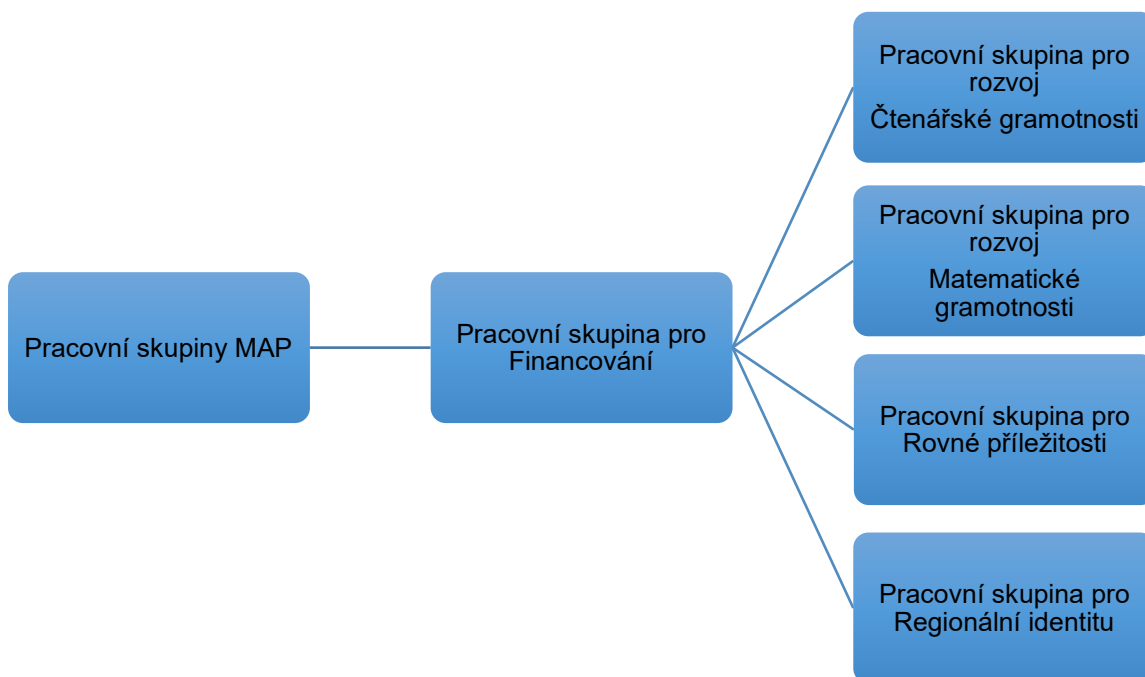 Pracovní skupiny MAP
Pracovní skupina pro
Financování
Pracovní skupina pro
rozvoj
Čtenářské gramotnosti
Pracovní skupina pro
rozvoj
Matematické
gramotnosti
Pracovní skupina pro
Rovné příležitosti
Pracovní skupina pro
Regionální identitu